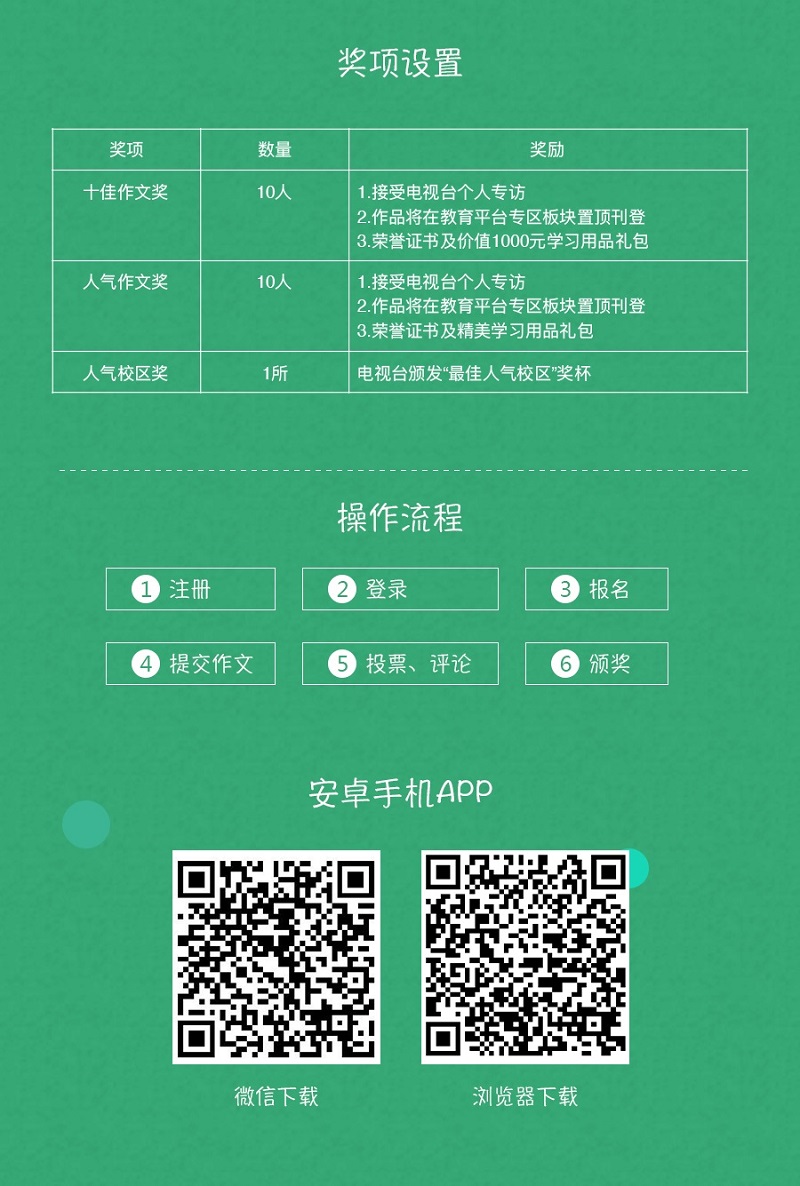 奖项设置
奖项 数量 奖励
十佳作文奖 10人 1.接受电视台个人专访
2.作品将在教育平台专区板块置顶刊登
3.荣誉证书及价值1000元学习用品礼包
人气作文奖 10人 1.接受电视台个人专访
2.作品将在教育平台专区板块置顶刊登
3.荣誉证书及精美学习用品礼包
人气校区奖 1所 电视台颁发“最佳人气校区”奖杯
操作流程
1 注册 2 登录 3 报名
4 提交作文 5 投票、评论 6 颁奖
安卓手机APP
微信下载 浏览器下载